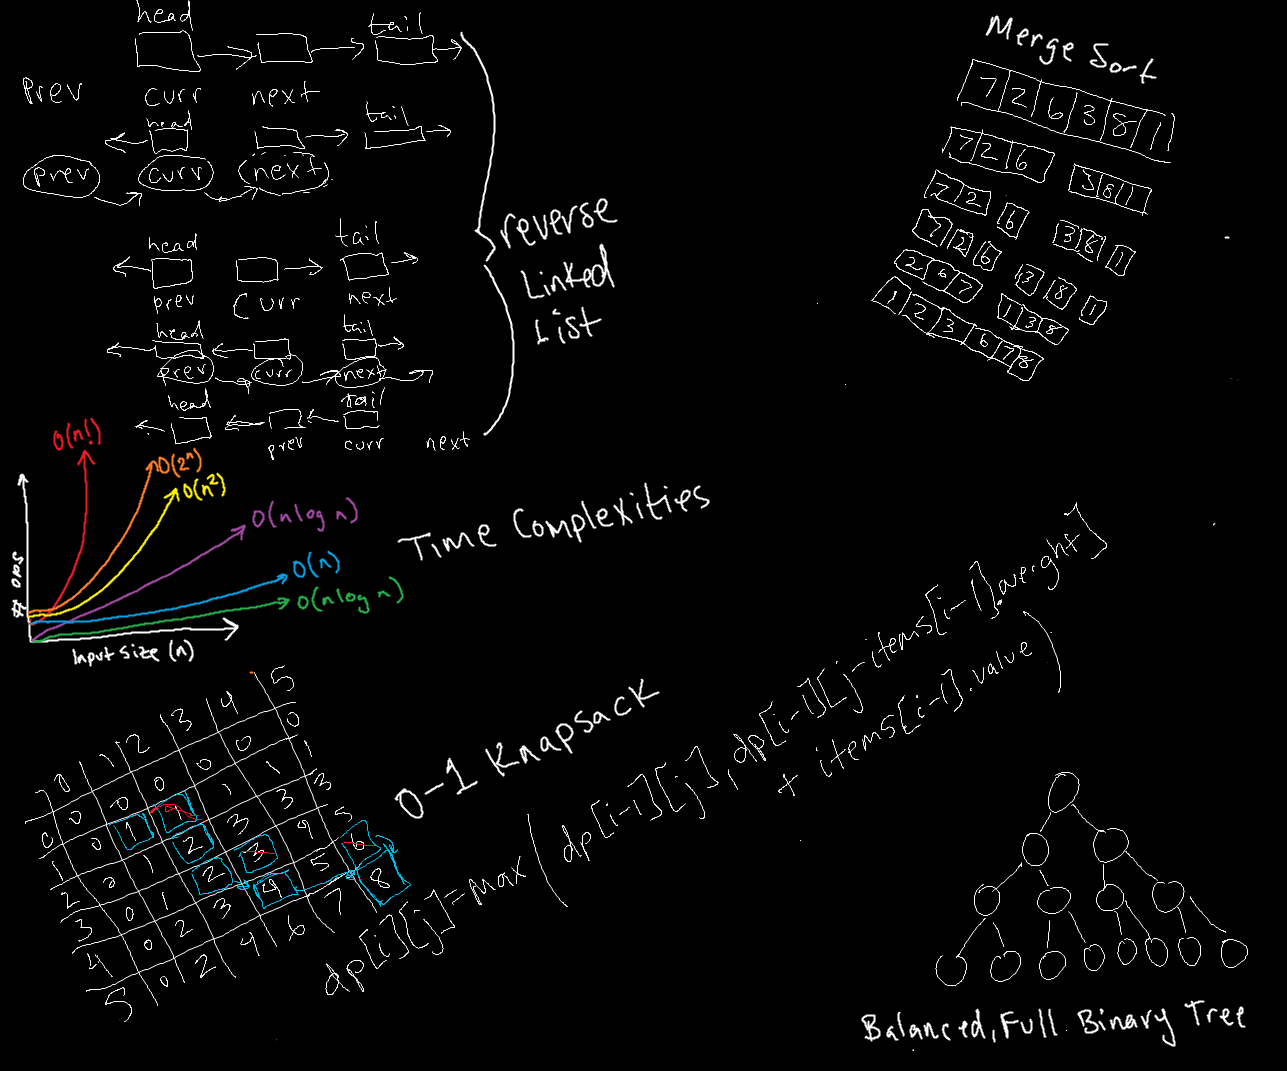 head
tail
Prev curr next
head
tail
prev curr next
head
tail
prev curr next
head
tail
prev curr next
head
tail
prev curr next
reverse
Linked
List
Merge Sort
7 2 6 3 8 1
7 2 6 3 8 1
7 2 6 3 8 1
7 2 6 3 8 1
2 6 7 1 3 8
1 2 3 6 7 8
O(n!)
O(2ⁿ)
O(n²)
O(n log n)
O(n)
O(n log n)
# ops
Input size (n)
Time Complexities
0 1 2 3 4 5
0 0 0 0 0 0 0
1 0 1 1 1 1 1
2 0 1 2 3 3 3
3 0 1 2 3 4 5
4 0 2 3 4 5 6
5 0 2 4 6 7 8
0-1 Knapsack
dp[i][j]=max(dp[i-1][j], dp[i-1][j-items[i-1].weight]
+ items[i-1].value)
Balanced, Full Binary Tree